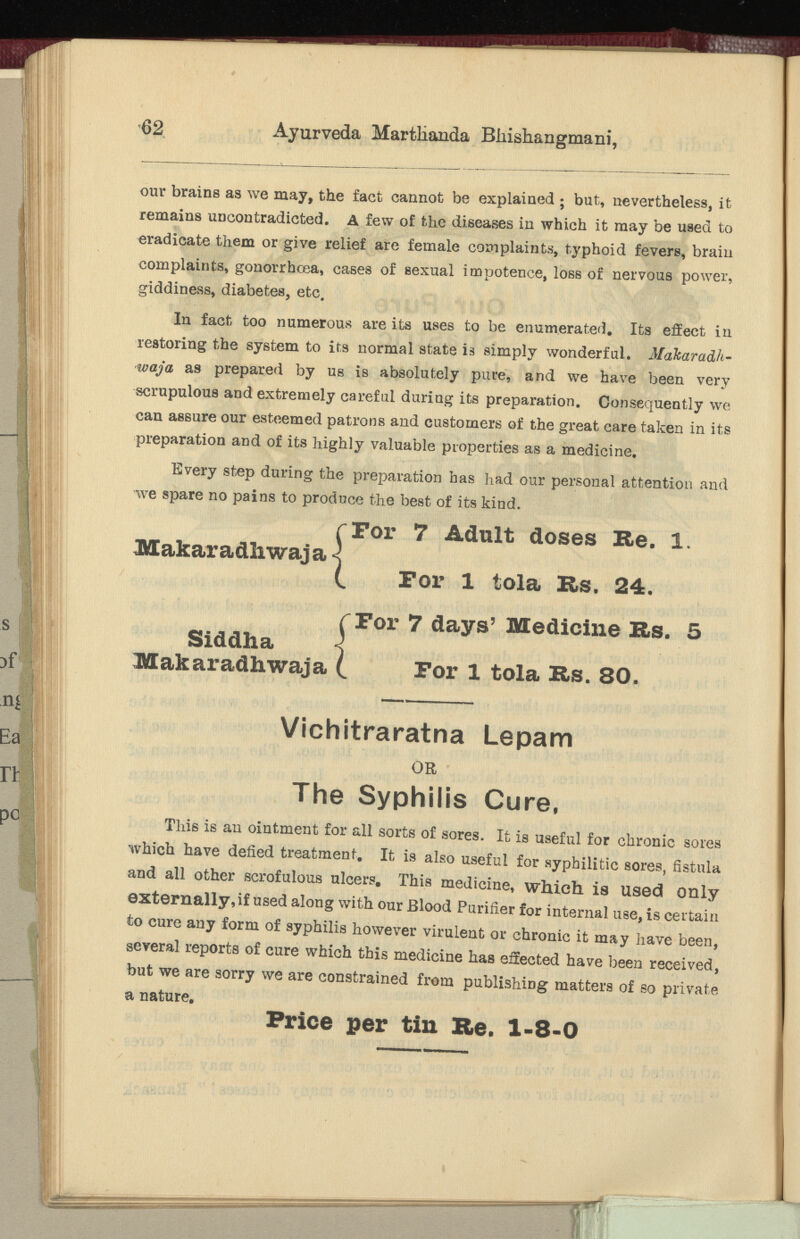 62 Ayurveda Marthanda Bhishangmani,
our brains as we may, the fact cannot be explained ; but, nevertheless, it
remains uncontradicted. A few of the diseases in which it may be used to
eradicate them or give relief are female complaints, typhoid fevers, brain
complaints, gonorrhœa, cases of sexual impotence, loss of nervous power,
giddiness, diabetes, etc.
In fact too numerous are its uses to be enumerated. Its effect in
restoring the system to its normal state is simply wonderful. Makaradh-
waja as prepared by us is absolutely pure, and we have been very
scrupulous and extremely careful during its preparation. Consequently we
can assure our esteemed patrons and customers of the great care taken in its
preparation and of its highly valuable properties as a medicine.
Every step during the preparation has had our personal attention and
we spare no pains to produce the best of its kind.
Makaradhwaja { For 7 Adult doses Re. 1.
For 1 tola Rs. 24.
Siddha Makaradhwaja { For 7 days' Medicine Rs. 5
For 1 tola Rs. 80.
Vichitraratna Lepam
OR
The Syphilis Cure,
This is an ointment for all sorts of sores. It is useful for chronic sores
which have defied treatment. It is also useful for syphilitic sores, fistula
and all other scrofulous ulcers. This medicine, which is used only
externally, if used along with our Blood Purifier for internal use, is certain
to cure any form of syphilis however virulent or chronic it may have been,
several reports of cure which this medicine has effected have been received,
but we are sorry we are constrained from publishing matters of so private
a nature.
Price per tin Re. 1-8-0